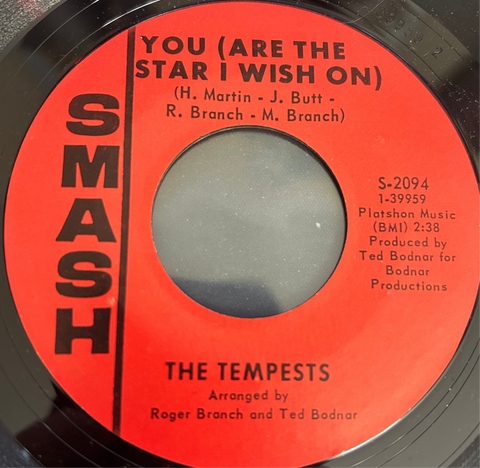 YOU (ARE THE
STAR I WISH ON)
(H. Martin - J. Butt -
R. Branch - M. Branch)
SMASH
S-2094
1-39959
Platshon Music
(BMI) 2:38
Produced by
Ted Bodnar for
Bodnar
Productions
THE TEMPESTS
Arranged by
Roger Branch and Ted Bodnar